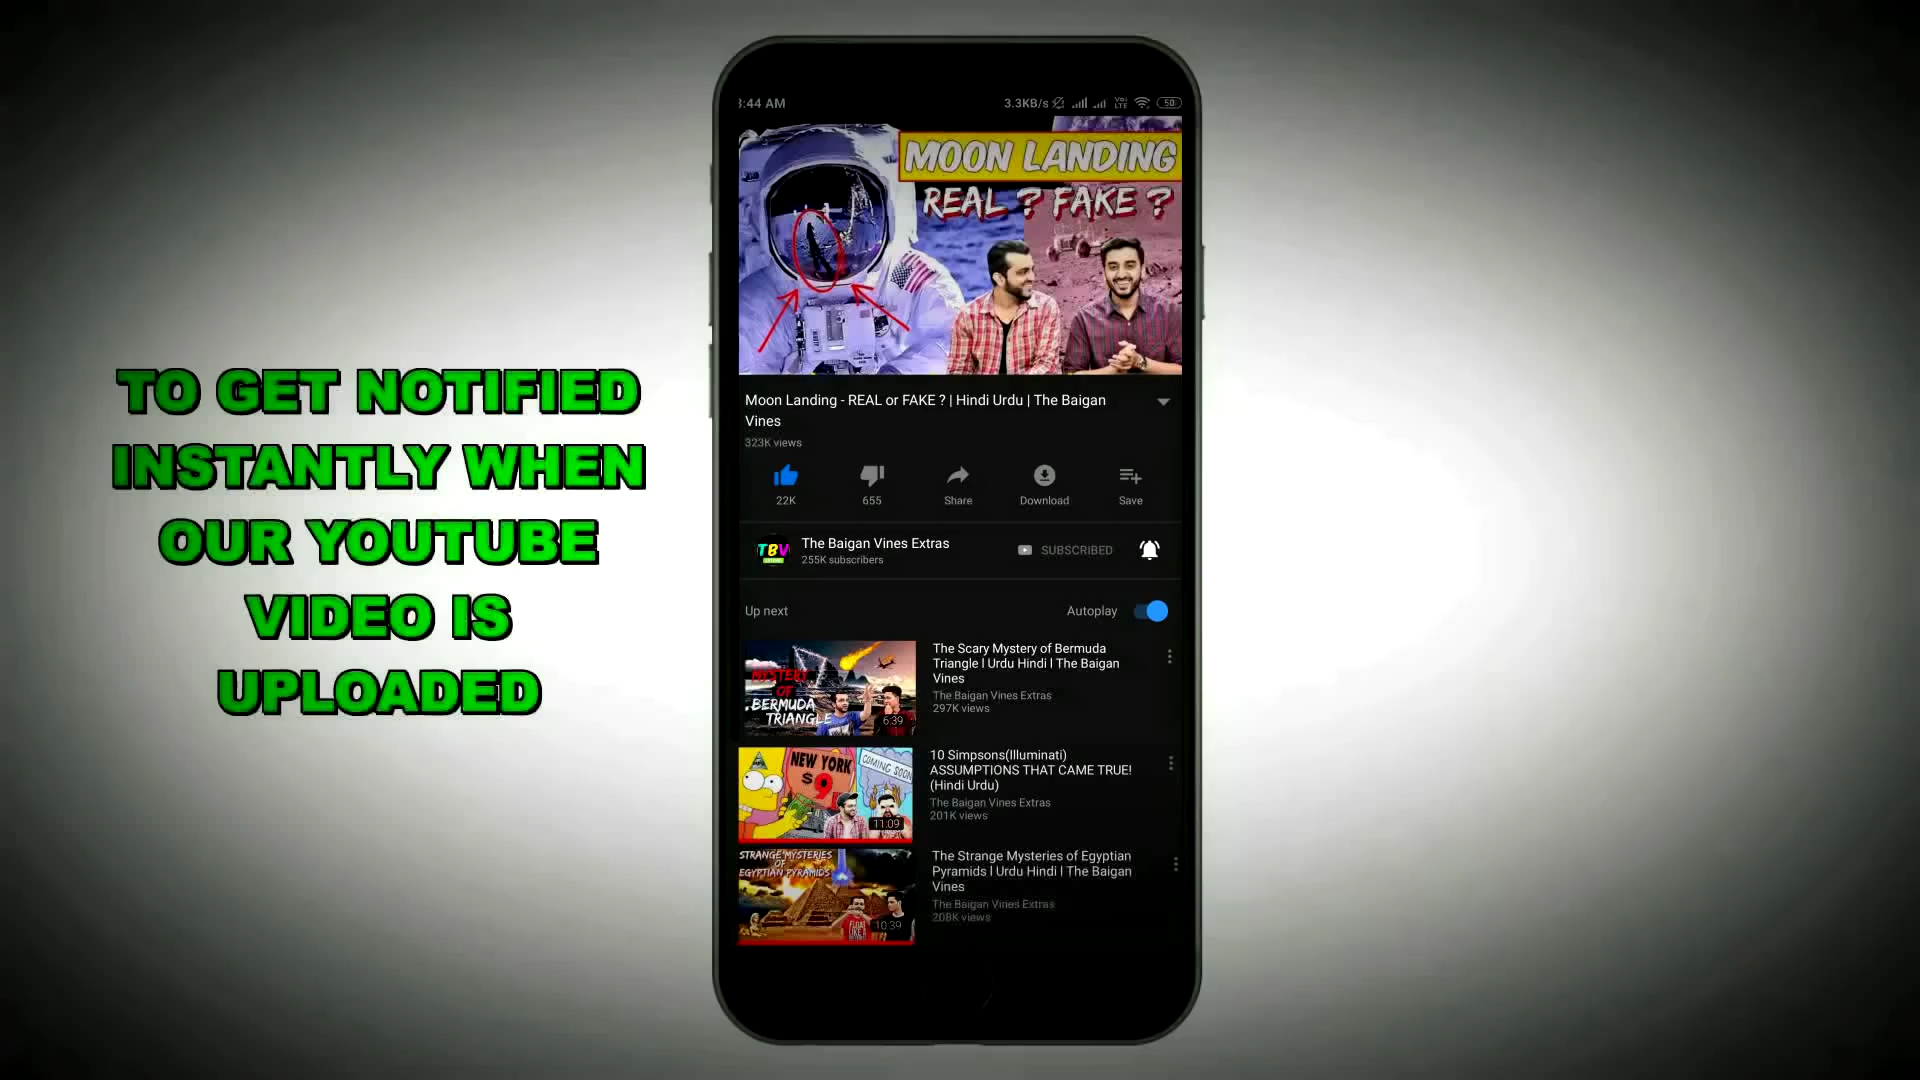 TO GET NOTIFIED
INSTANTLY WHEN
OUR YOUTUBE
VIDEO IS
UPLOADED
:44 AM
3.3KB/s
Vo)
LTE
50
MOON LANDING
REAL ? FAKE ?
Moon Landing - REAL or FAKE ? | Hindi Urdu | The Baigan
Vines
323K views
22K
655
Share
Download
Save
TBV
The Baigan Vines Extras
255K subscribers
SUBSCRIBED
Up next
Autoplay
MYSTERY
OF
BERMUDA
TRIANGLE
6:39
The Scary Mystery of Bermuda
Triangle l Urdu Hindi l The Baigan
Vines
The Baigan Vines Extras
297K views
NEW YORK
$9
COMING SOON
11:09
10 Simpsons(Illuminati)
ASSUMPTIONS THAT CAME TRUE!
(Hindi Urdu)
The Baigan Vines Extras
201K views
STRANGE MYSTERIES
OF
EGYPTIAN PYRAMIDS
10:39
The Strange Mysteries of Egyptian
Pyramids l Urdu Hindi l The Baigan
Vines
The Baigan Vines Extras
208K views